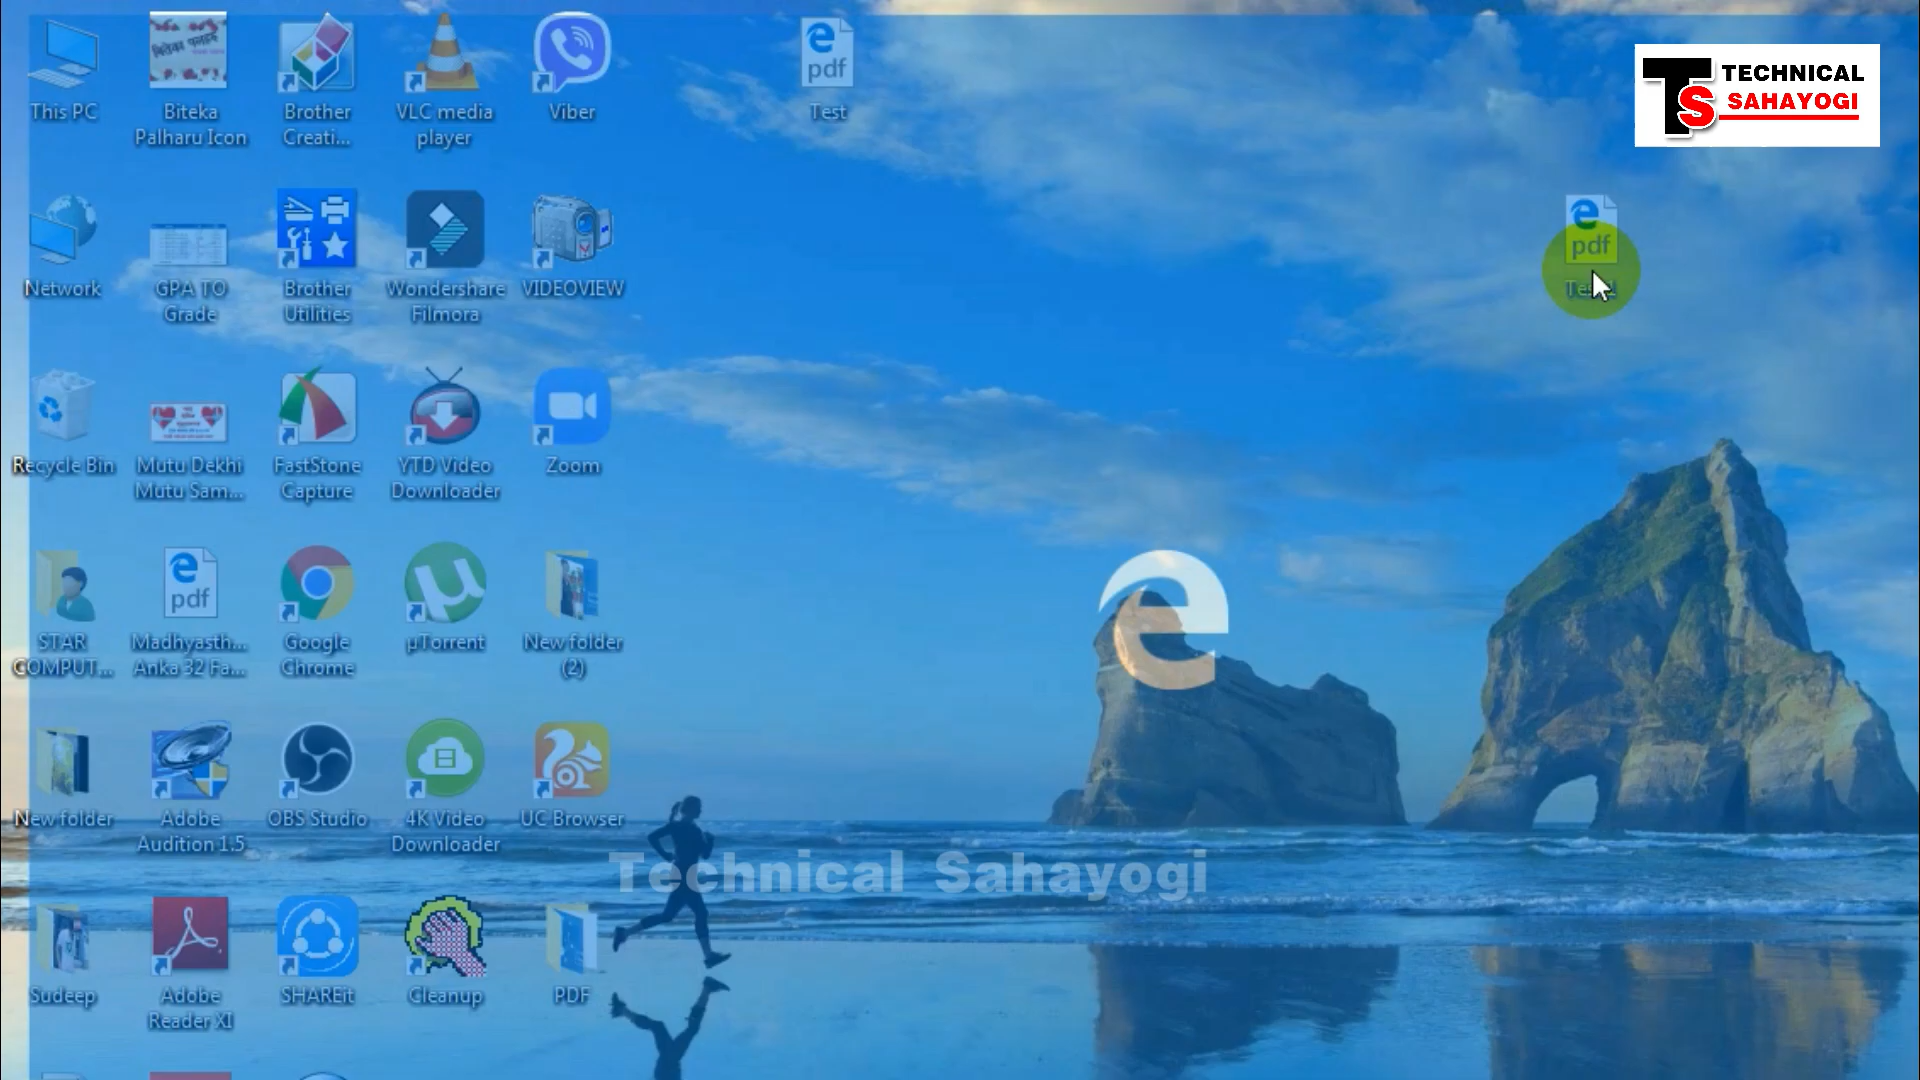 TECHNICAL
SAHAYOGI
pdf
Test
This PC
Biteka
Palharu Icon
Brother
Creati...
VLC media
player
Viber
pdf
Network
GPA TO
Grade
Brother
Utilities
Wondershare
Filmora
VIDEOVIEW
Recycle Bin
Mutu Dekhi
Mutu Sam...
FastStone
Capture
YTD Video
Downloader
Zoom
STAR
COMPUT...
pdf
Madhyasth...
Anka 32 Fa...
Google
Chrome
µTorrent
New folder
(2)
New folder
Adobe
Audition 1.5
OBS Studio
4K Video
Downloader
UC Browser
Technical Sahayogi
Sudeep
Adobe
Reader XI
SHAREit
Cleanup
PDF